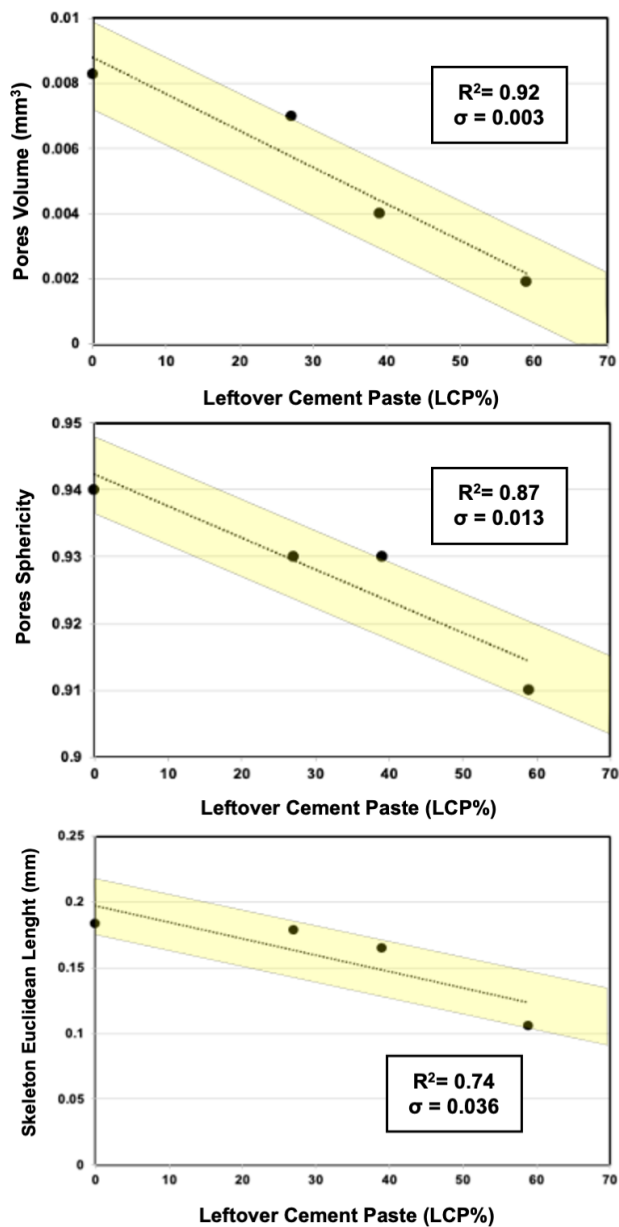 0.01
0.008
0.006
0.004
0.002
0
Pores Volume (mm³)
R²= 0.92
σ = 0.003
0 10 20 30 40 50 60 70
Leftover Cement Paste (LCP%)
0.95
0.94
0.93
0.92
0.91
0.9
Pores Sphericity
R²= 0.87
σ = 0.013
0 10 20 30 40 50 60 70
Leftover Cement Paste (LCP%)
0.25
0.2
0.15
0.1
0.05
0
Skeleton Euclidean Lenght (mm)
R²= 0.74
σ = 0.036
0 10 20 30 40 50 60 70
Leftover Cement Paste (LCP%)